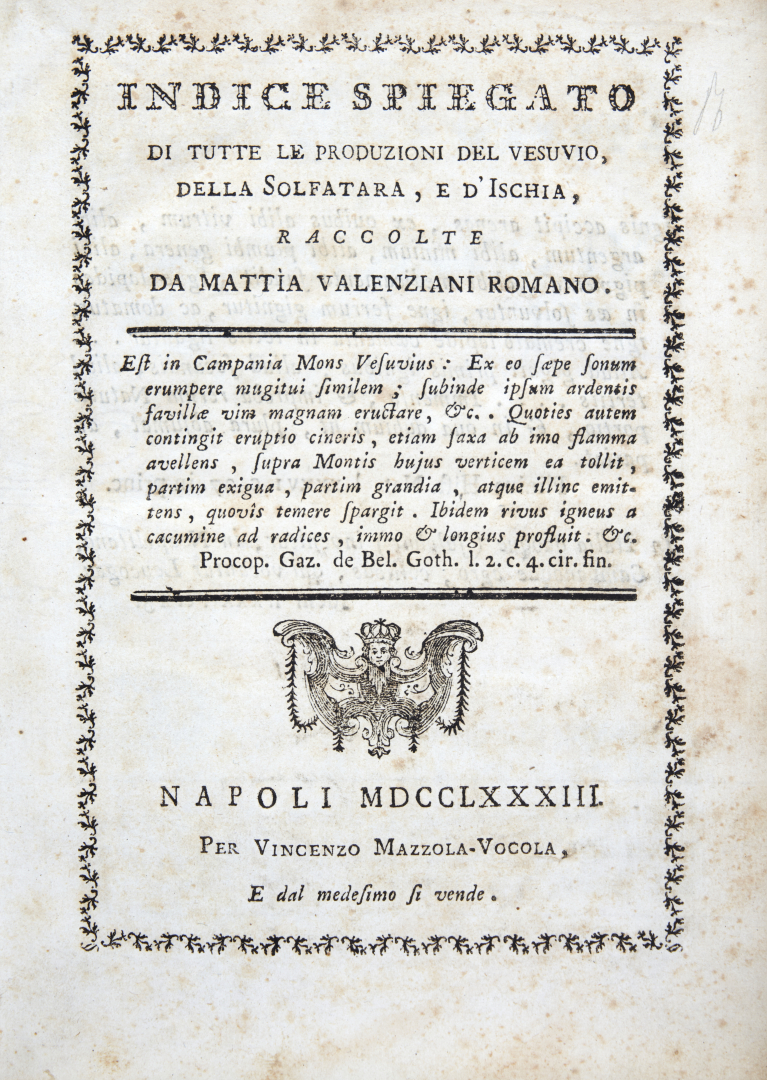 INDICE SPIEGATO
DI TUTTE LE PRODUZIONI DEL VESUVIO,
DELLA SOLFATARA, E D'ISCHIA,
RACCOLTE
DA MATTÌA VALENZIANI ROMANO.
Eſt in Campania Mons Veſuvius: Ex eo ſæpe ſonum
erumpere mugitui ſimilem; ſubinde ipſum ardentis
favillæ vim magnam eructare, &c.. Quoties autem
contingit eruptio cineris, etiam ſaxa ab imo flamma
avellens, ſupra Montis hujus verticem ea tollit,
partim exigua, partim grandia, atque illinc emit-
tens, quovis temere ſpargit. Ibidem rivus igneus a
cacumine ad radices, immo & longius profluit. &c.
Procop. Gaz. de Bel. Goth. l. 2. c. 4. cir. fin.
NAPOLI MDCCLXXXIII.
PER VINCENZO MAZZOLA-VOCOLA,
E dal medeſimo ſi vende.